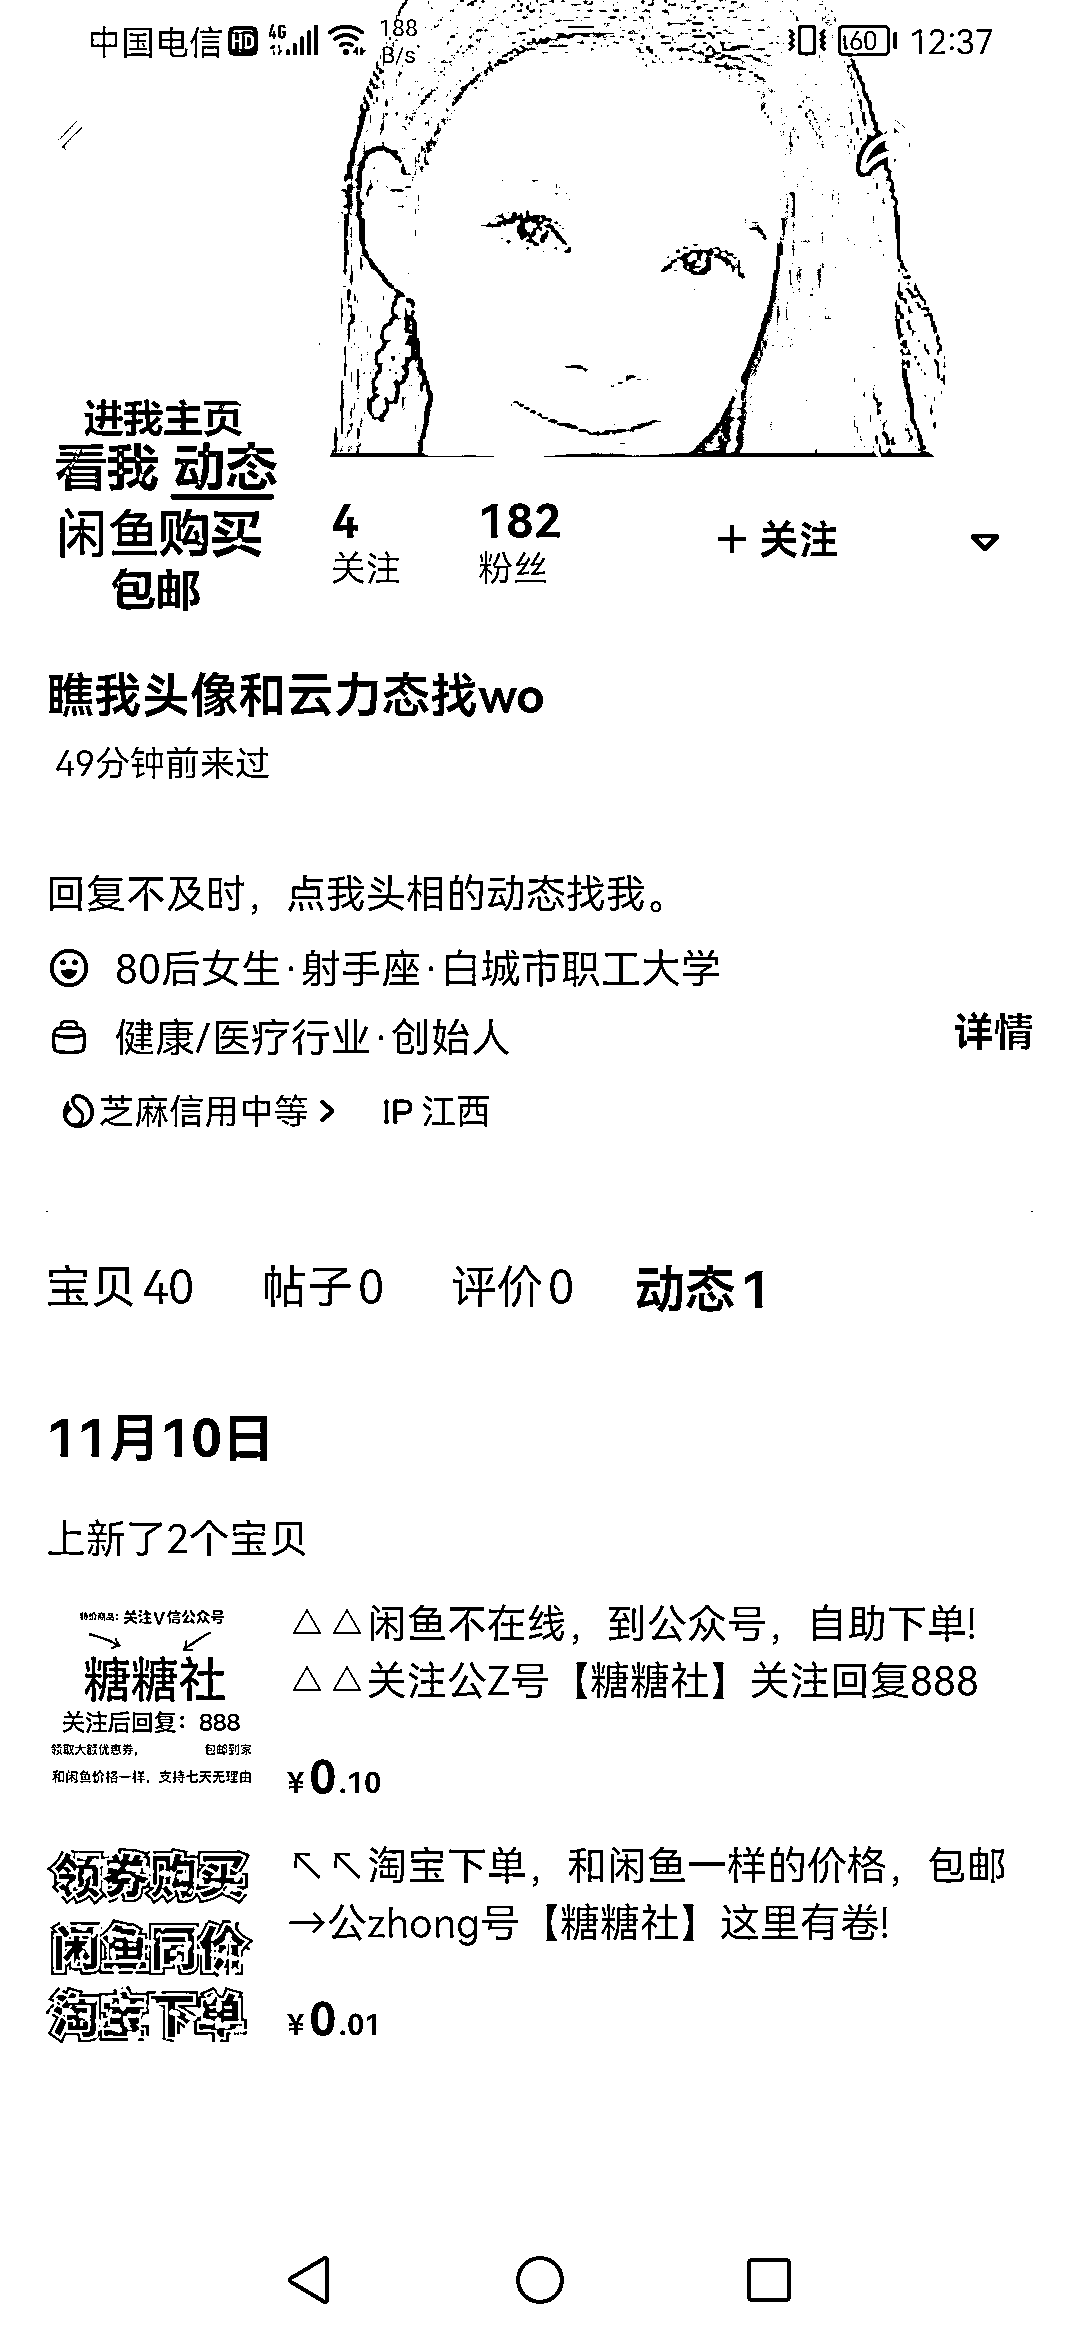 中国电信 HD 4G 188 B/s 60 12:37
进我主页
看我 动态
闲鱼购买
包邮
4 182 + 关注
关注 粉丝
瞧我头像和云力态找wo
49分钟前来过
回复不及时，点我头相的动态找我。
80后女生·射手座·白城市职工大学
健康/医疗行业·创始人
详情
芝麻信用中等 > IP 江西
宝贝40 帖子0 评价0 动态1
11月10日
上新了2个宝贝
特价商品：关注V信公众号
糖糖社
关注后回复：888
领取大额优惠券， 包邮到家
和闲鱼价格一样，支持七天无理由
△△闲鱼不在线，到公众号，自助下单!
△△关注公Z号【糖糖社】关注回复888
¥0.10
领券购买
闲鱼同价
淘宝下单
↖↖淘宝下单，和闲鱼一样的价格，包邮
→公zhong号【糖糖社】这里有卷!
¥0.01